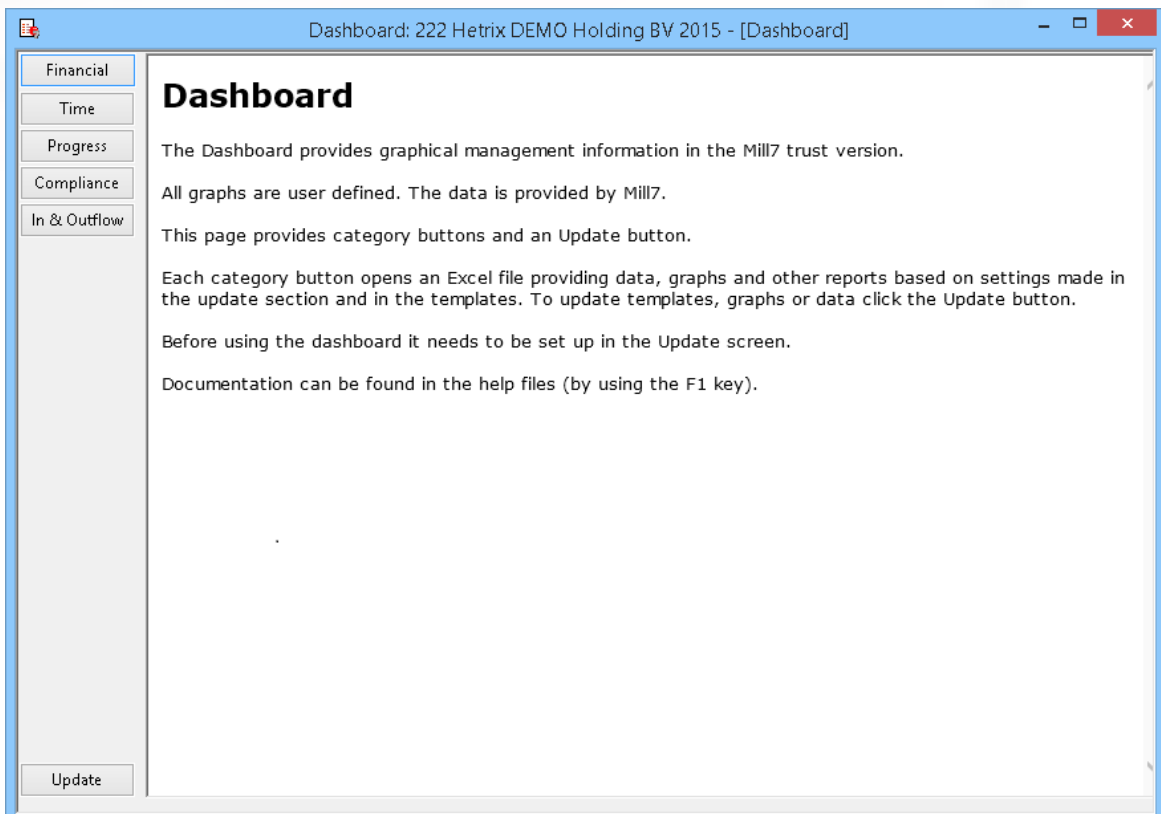 Dashboard: 222 Hetrix DEMO Holding BV 2015 - [Dashboard]
Financial
Time
Progress
Compliance
In & Outflow
Dashboard
The Dashboard provides graphical management information in the Mill7 trust version.
All graphs are user defined. The data is provided by Mill7.
This page provides category buttons and an Update button.
Each category button opens an Excel file providing data, graphs and other reports based on settings made in
the update section and in the templates. To update templates, graphs or data click the Update button.
Before using the dashboard it needs to be set up in the Update screen.
Documentation can be found in the help files (by using the F1 key).
.
Update